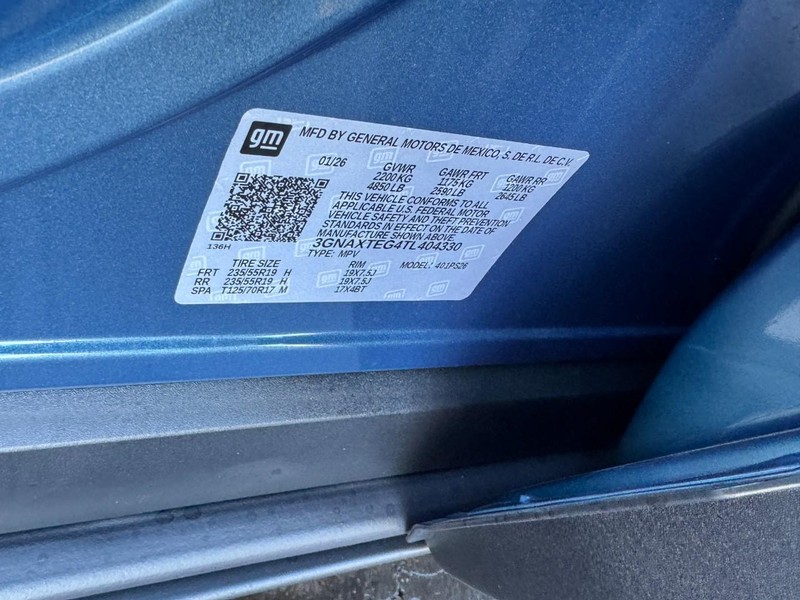 gm
MFD BY GENERAL MOTORS DE MEXICO, S. DE R.L. DE C.V.
01/26 GVWR GAWR FRT GAWR RR
2200 KG 1175 KG 1200 KG
4850 LB 2590 LB 2645 LB
THIS VEHICLE CONFORMS TO ALL
APPLICABLE U.S. FEDERAL MOTOR
VEHICLE SAFETY AND THEFT PREVENTION
STANDARDS IN EFFECT ON THE DATE OF
MANUFACTURE SHOWN ABOVE.
136H 3GNAXTEG4TL404330
TYPE: MPV MODEL: 401PS26
TIRE SIZE RIM
FRT 235/55R19 H 19X7.5J
RR 235/55R19 H 19X7.5J
SPA T125/70R17 M 17X4BT